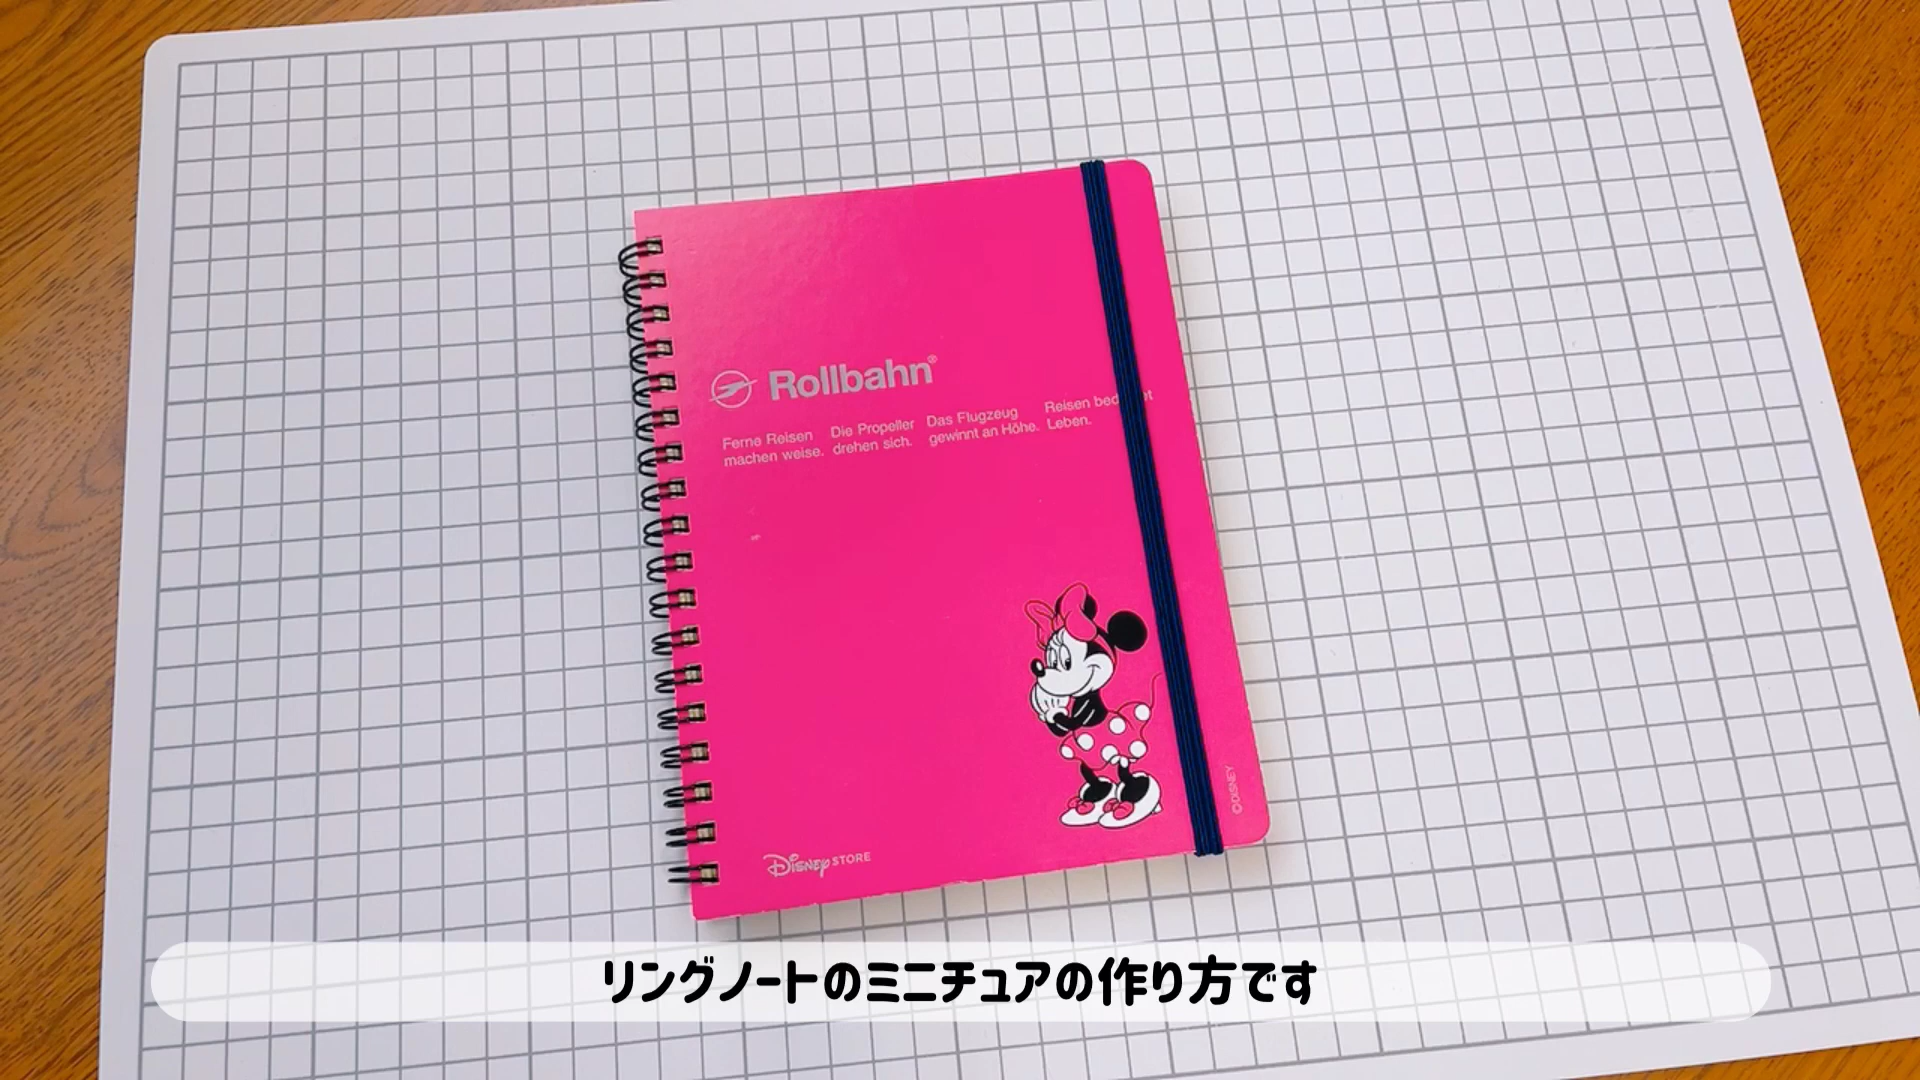 Rollbahn®
Ferne Reisen
machen weise.
Die Propeller
drehen sich.
Das Flugzeug
gewinnt an Höhe.
Reisen
Leben.
©DISNEY
Disney STORE
リングノートのミニチュアの作り方です